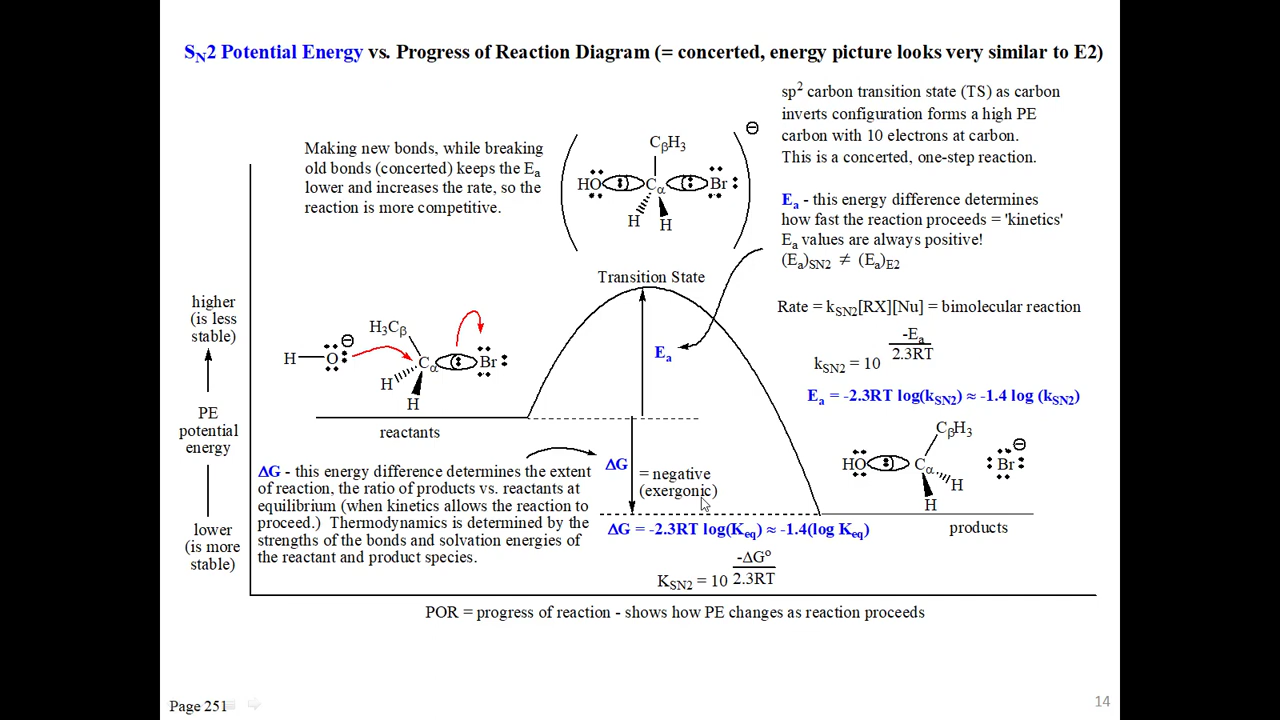 SN2 Potential Energy vs. Progress of Reaction Diagram (= concerted, energy picture looks very similar to E2)
sp2 carbon transition state (TS) as carbon
inverts configuration forms a high PE
carbon with 10 electrons at carbon.
This is a concerted, one-step reaction.
Making new bonds, while breaking
old bonds (concerted) keeps the Ea
lower and increases the rate, so the
reaction is more competitive.
CβH3
HO Cα Br
H H
⊖
Transition State
Ea - this energy difference determines
how fast the reaction proceeds = 'kinetics'
Ea values are always positive!
(Ea)SN2 ≠ (Ea)E2
Rate = kSN2[RX][Nu] = bimolecular reaction
-Ea
kSN2 = 10 2.3RT
Ea = -2.3RT log(kSN2) ≈ -1.4 log (kSN2)
higher
(is less
stable)
PE
potential
energy
lower
(is more
stable)
H3Cβ
⊖
H O Cα Br
H
H
reactants
Ea
ΔG - this energy difference determines the extent
of reaction, the ratio of products vs. reactants at
equilibrium (when kinetics allows the reaction to
proceed.) Thermodynamics is determined by the
strengths of the bonds and solvation energies of
the reactant and product species.
ΔG
= negative
(exergonic)
ΔG = -2.3RT log(Keq) ≈ -1.4(log Keq)
-ΔGo
KSN2 = 10 2.3RT
CβH3
⊖
HO Cα Br
H
H
products
POR = progress of reaction - shows how PE changes as reaction proceeds
Page 251
14